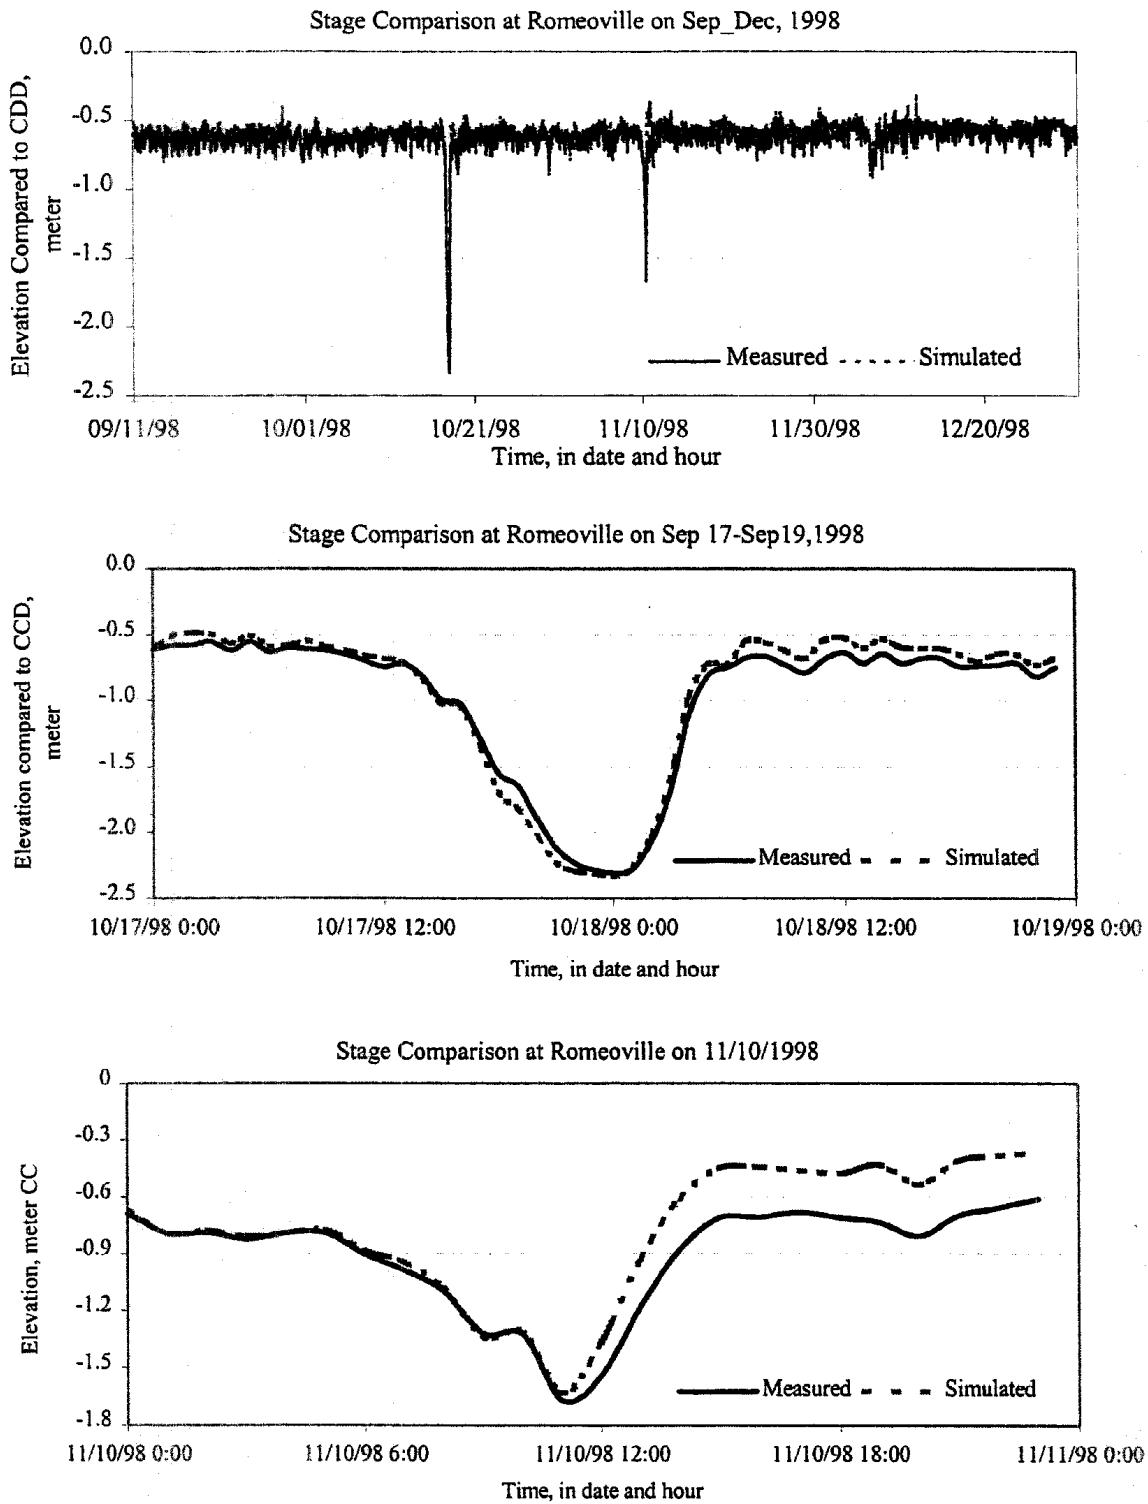 Stage Comparison at Romeoville on Sep_Dec, 1998
0.0
-0.5
-1.0
-1.5
-2.0
-2.5
Elevation Compared to CDD,
meter
Measured
Simulated
09/11/98
10/01/98
10/21/98
11/10/98
11/30/98
12/20/98
Time, in date and hour
Stage Comparison at Romeoville on Sep 17-Sep19,1998
0.0
-0.5
-1.0
-1.5
-2.0
-2.5
Elevation compared to CCD,
meter
Measured
Simulated
10/17/98 0:00
10/17/98 12:00
10/18/98 0:00
10/18/98 12:00
10/19/98 0:00
Time, in date and hour
Stage Comparison at Romeoville on 11/10/1998
0
-0.3
-0.6
-0.9
-1.2
-1.5
-1.8
Elevation, meter CC
Measured
Simulated
11/10/98 0:00
11/10/98 6:00
11/10/98 12:00
11/10/98 18:00
11/11/98 0:00
Time, in date and hour